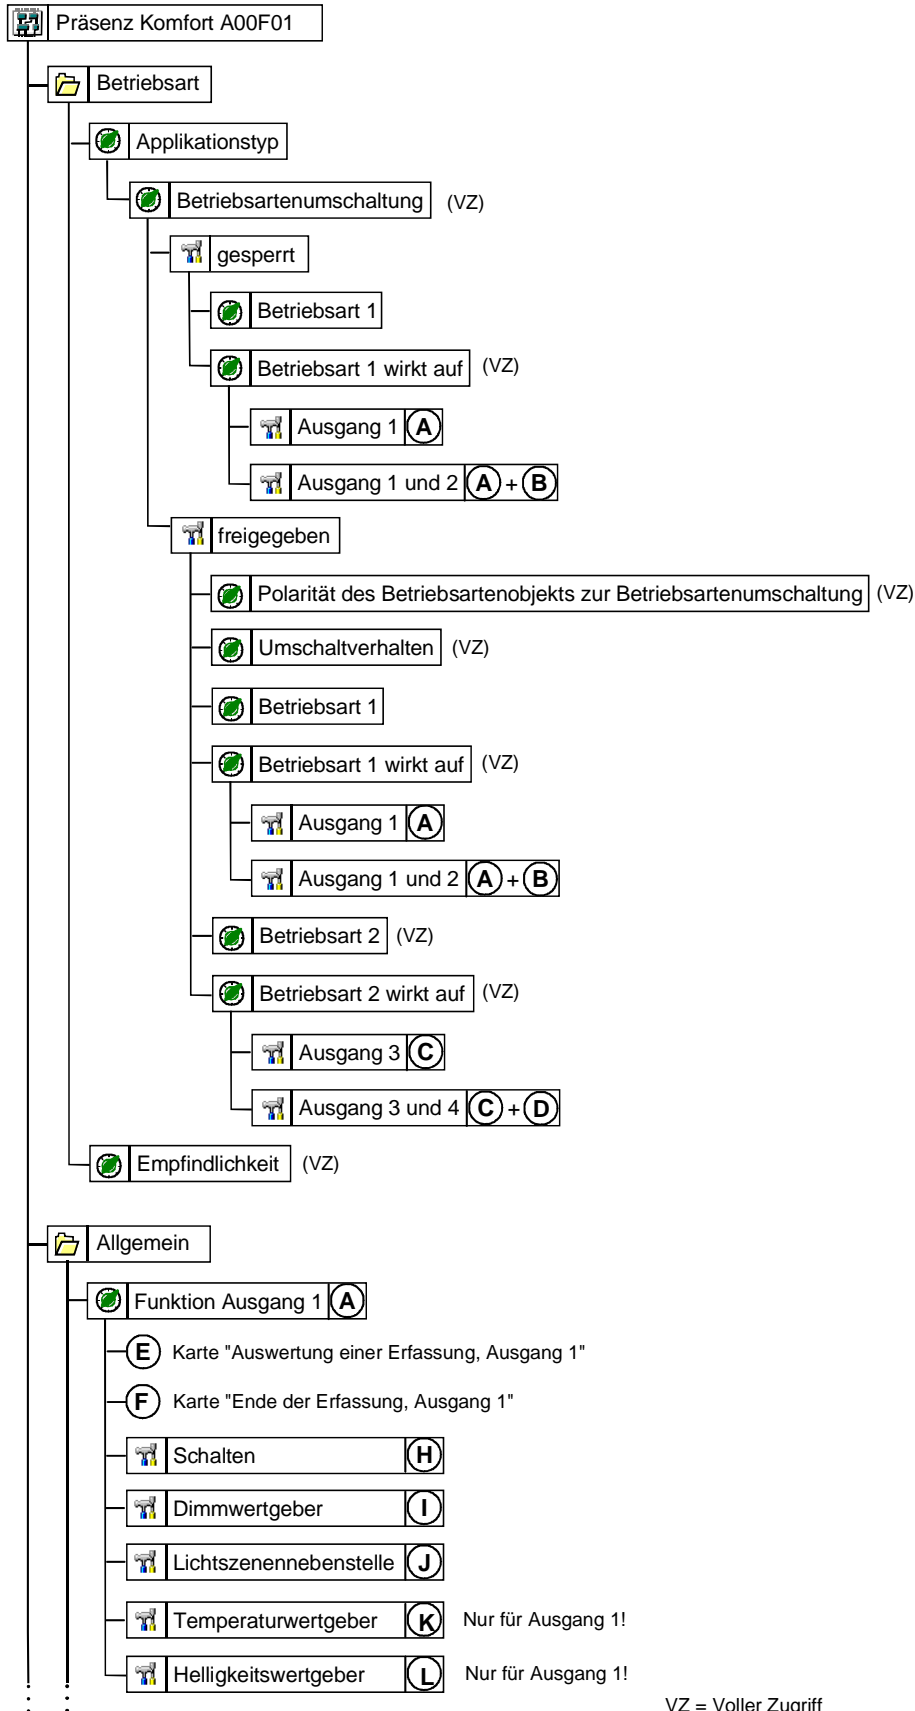 Präsenz Komfort A00F01
Betriebsart
Applikationstyp
Betriebsartenumschaltung (VZ)
gesperrt
Betriebsart 1
Betriebsart 1 wirkt auf (VZ)
Ausgang 1 A
Ausgang 1 und 2 A + B
freigegeben
Polarität des Betriebsartenobjekts zur Betriebsartenumschaltung (VZ)
Umschaltverhalten (VZ)
Betriebsart 1
Betriebsart 1 wirkt auf (VZ)
Ausgang 1 A
Ausgang 1 und 2 A + B
Betriebsart 2 (VZ)
Betriebsart 2 wirkt auf (VZ)
Ausgang 3 C
Ausgang 3 und 4 C + D
Empfindlichkeit (VZ)
Allgemein
Funktion Ausgang 1 A
E Karte "Auswertung einer Erfassung, Ausgang 1"
F Karte "Ende der Erfassung, Ausgang 1"
Schalten H
Dimmwertgeber I
Lichtszenennebenstelle J
Temperaturwertgeber K Nur für Ausgang 1!
Helligkeitswertgeber L Nur für Ausgang 1!
VZ = Voller Zugriff